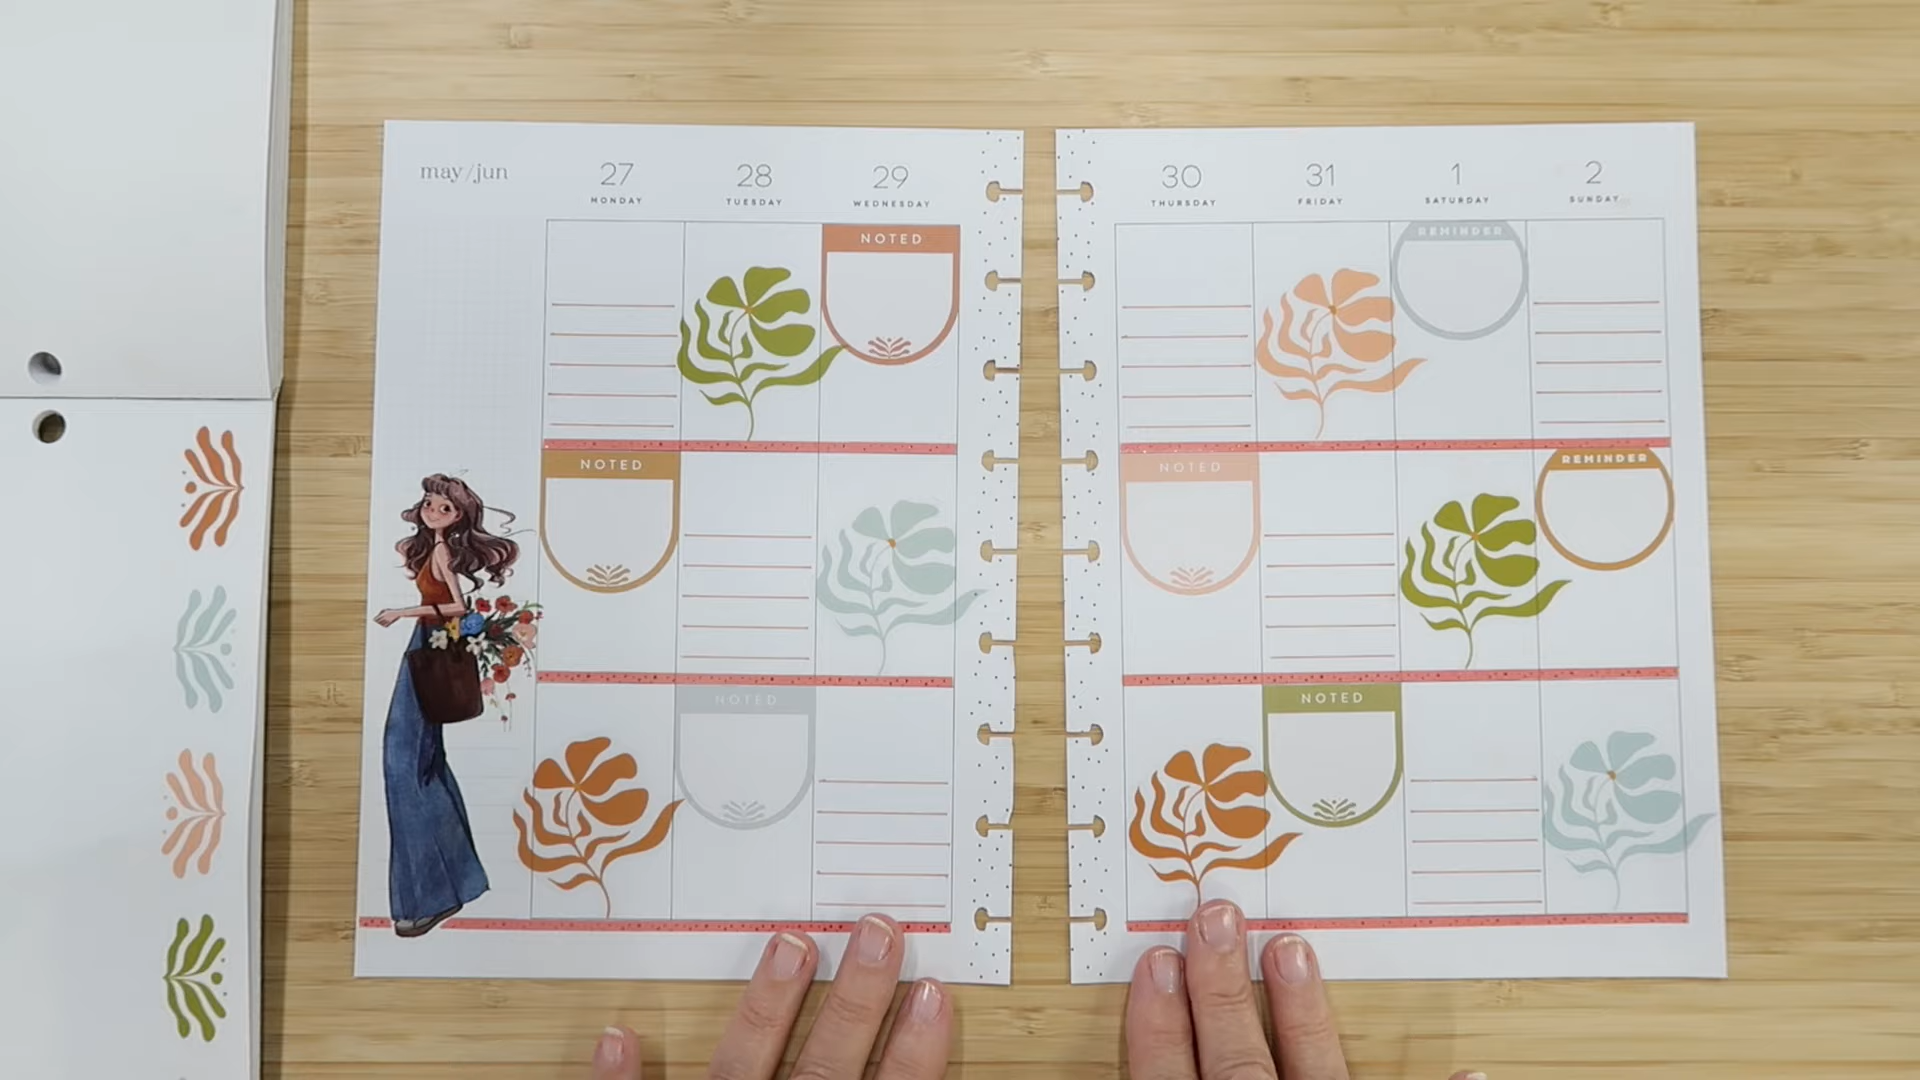 may/jun
27 28 29
MONDAY TUESDAY WEDNESDAY
30 31 1 2
THURSDAY FRIDAY SATURDAY SUNDAY
NOTED
REMINDER
NOTED
NOTED
REMINDER
NOTED
NOTED